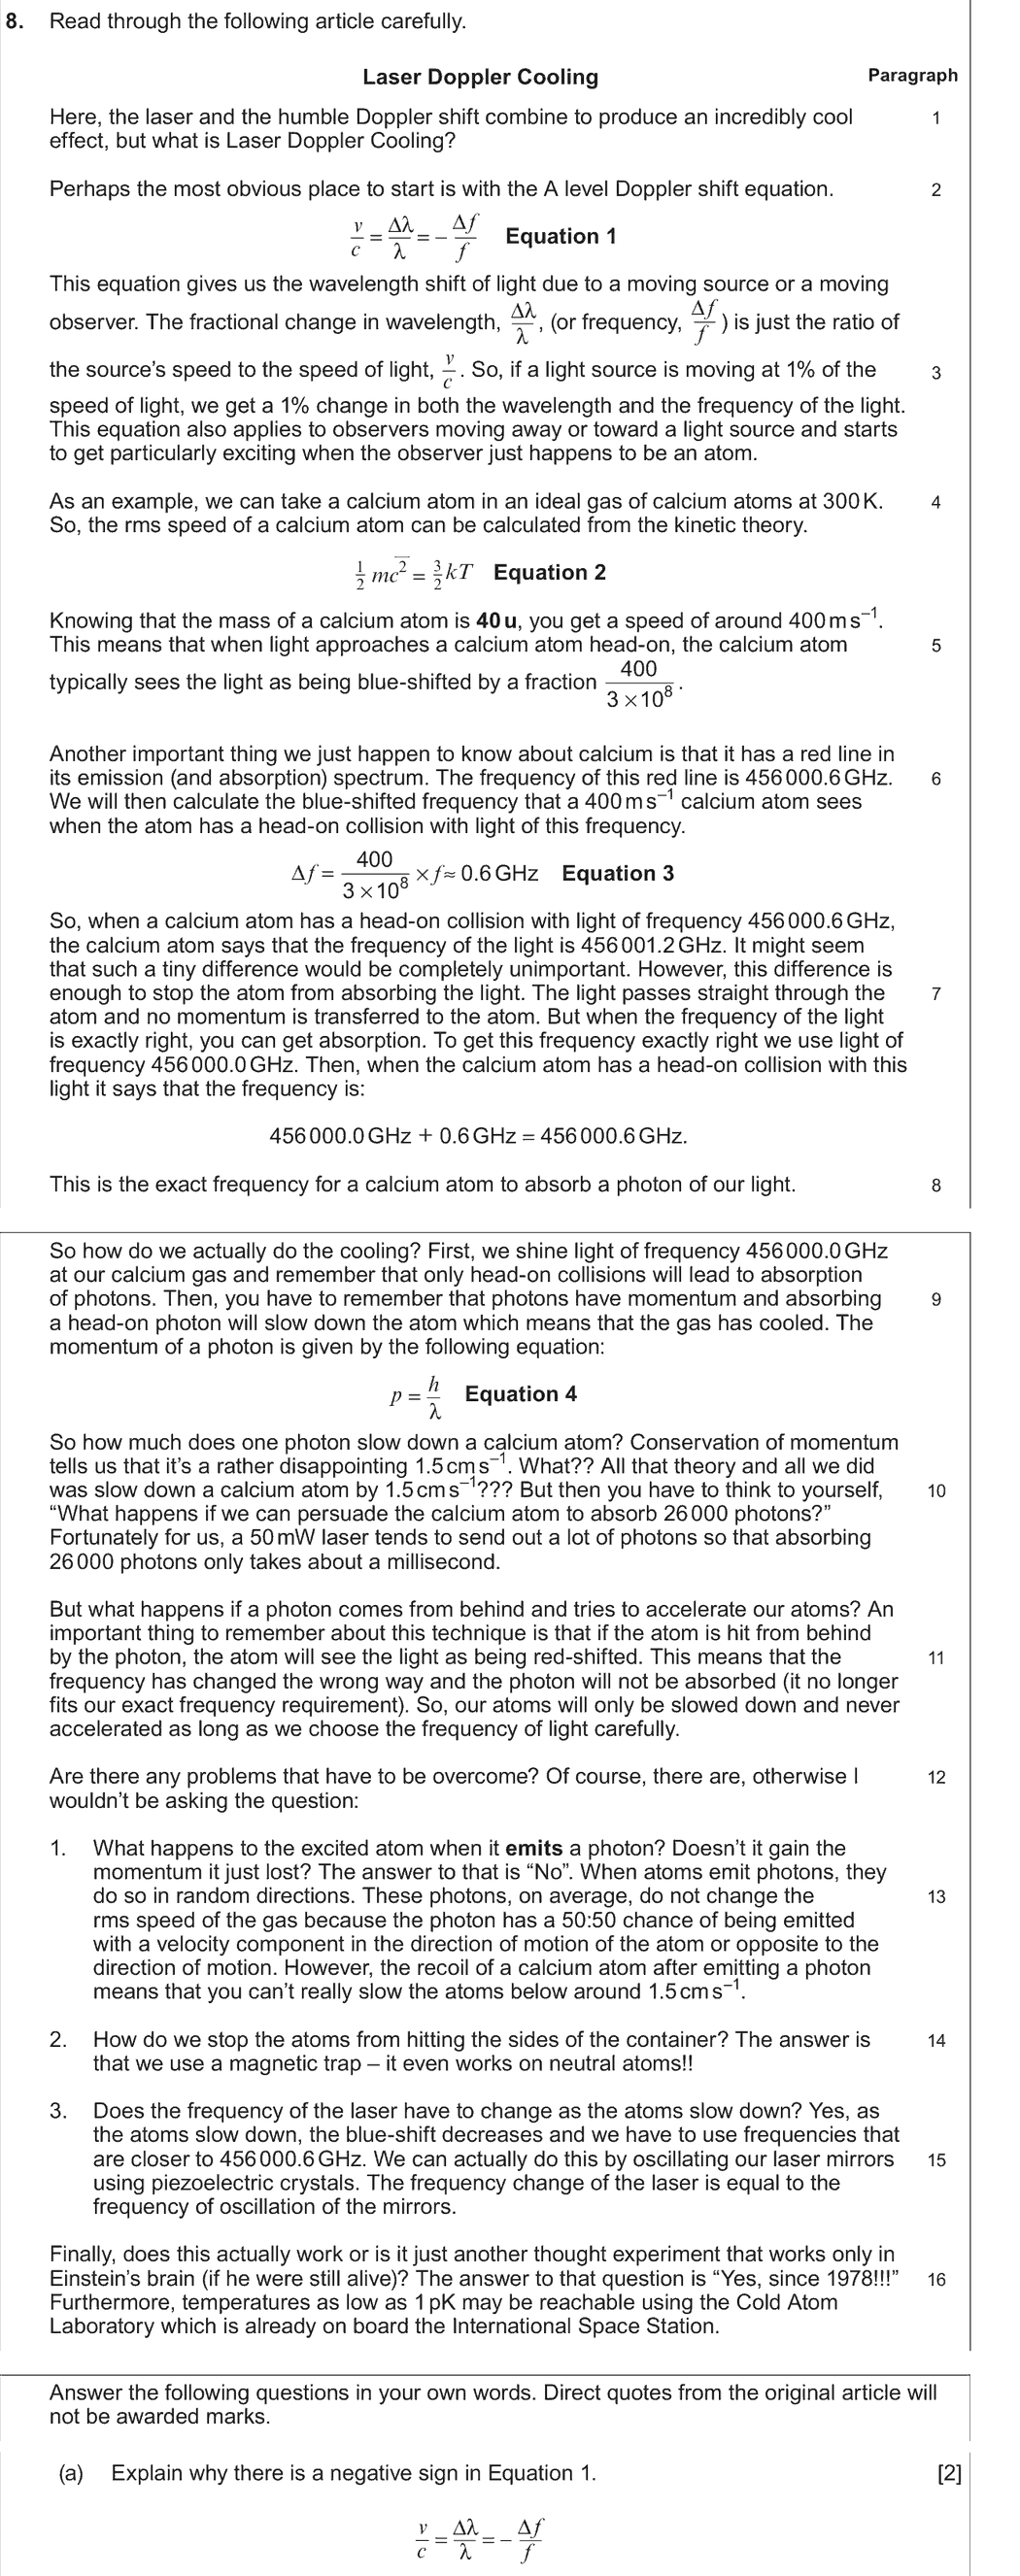 8. Read through the following article carefully.
Laser Doppler Cooling Paragraph
Here, the laser and the humble Doppler shift combine to produce an incredibly cool 1
effect, but what is Laser Doppler Cooling?
Perhaps the most obvious place to start is with the A level Doppler shift equation. 2
v/c = Δλ/λ = −Δf/f Equation 1
This equation gives us the wavelength shift of light due to a moving source or a moving
observer. The fractional change in wavelength, Δλ/λ, (or frequency, Δf/f) is just the ratio of
the source's speed to the speed of light, v/c. So, if a light source is moving at 1% of the 3
speed of light, we get a 1% change in both the wavelength and the frequency of the light.
This equation also applies to observers moving away or toward a light source and starts
to get particularly exciting when the observer just happens to be an atom.
As an example, we can take a calcium atom in an ideal gas of calcium atoms at 300 K. 4
So, the rms speed of a calcium atom can be calculated from the kinetic theory.
½ mc̅² = 3/2 kT Equation 2
Knowing that the mass of a calcium atom is 40 u, you get a speed of around 400 m s⁻¹.
This means that when light approaches a calcium atom head-on, the calcium atom 5
typically sees the light as being blue-shifted by a fraction 400/(3 × 10⁸).
Another important thing we just happen to know about calcium is that it has a red line in
its emission (and absorption) spectrum. The frequency of this red line is 456 000.6 GHz. 6
We will then calculate the blue-shifted frequency that a 400 m s⁻¹ calcium atom sees
when the atom has a head-on collision with light of this frequency.
Δf = 400/(3 × 10⁸) × f ≈ 0.6 GHz Equation 3
So, when a calcium atom has a head-on collision with light of frequency 456 000.6 GHz,
the calcium atom says that the frequency of the light is 456 001.2 GHz. It might seem
that such a tiny difference would be completely unimportant. However, this difference is
enough to stop the atom from absorbing the light. The light passes straight through the 7
atom and no momentum is transferred to the atom. But when the frequency of the light
is exactly right, you can get absorption. To get this frequency exactly right we use light of
frequency 456 000.0 GHz. Then, when the calcium atom has a head-on collision with this
light it says that the frequency is:
456 000.0 GHz + 0.6 GHz = 456 000.6 GHz.
This is the exact frequency for a calcium atom to absorb a photon of our light. 8
So how do we actually do the cooling? First, we shine light of frequency 456 000.0 GHz
at our calcium gas and remember that only head-on collisions will lead to absorption
of photons. Then, you have to remember that photons have momentum and absorbing 9
a head-on photon will slow down the atom which means that the gas has cooled. The
momentum of a photon is given by the following equation:
p = h/λ Equation 4
So how much does one photon slow down a calcium atom? Conservation of momentum
tells us that it's a rather disappointing 1.5 cm s⁻¹. What?? All that theory and all we did
was slow down a calcium atom by 1.5 cm s⁻¹??? But then you have to think to yourself, 10
“What happens if we can persuade the calcium atom to absorb 26 000 photons?”
Fortunately for us, a 50 mW laser tends to send out a lot of photons so that absorbing
26 000 photons only takes about a millisecond.
But what happens if a photon comes from behind and tries to accelerate our atoms? An
important thing to remember about this technique is that if the atom is hit from behind
by the photon, the atom will see the light as being red-shifted. This means that the 11
frequency has changed the wrong way and the photon will not be absorbed (it no longer
fits our exact frequency requirement). So, our atoms will only be slowed down and never
accelerated as long as we choose the frequency of light carefully.
Are there any problems that have to be overcome? Of course, there are, otherwise I 12
wouldn't be asking the question:
1. What happens to the excited atom when it emits a photon? Doesn't it gain the
momentum it just lost? The answer to that is “No”. When atoms emit photons, they
do so in random directions. These photons, on average, do not change the 13
rms speed of the gas because the photon has a 50:50 chance of being emitted
with a velocity component in the direction of motion of the atom or opposite to the
direction of motion. However, the recoil of a calcium atom after emitting a photon
means that you can't really slow the atoms below around 1.5 cm s⁻¹.
2. How do we stop the atoms from hitting the sides of the container? The answer is 14
that we use a magnetic trap – it even works on neutral atoms!!
3. Does the frequency of the laser have to change as the atoms slow down? Yes, as
the atoms slow down, the blue-shift decreases and we have to use frequencies that
are closer to 456 000.6 GHz. We can actually do this by oscillating our laser mirrors 15
using piezoelectric crystals. The frequency change of the laser is equal to the
frequency of oscillation of the mirrors.
Finally, does this actually work or is it just another thought experiment that works only in
Einstein's brain (if he were still alive)? The answer to that question is “Yes, since 1978!!!” 16
Furthermore, temperatures as low as 1 pK may be reachable using the Cold Atom
Laboratory which is already on board the International Space Station.
Answer the following questions in your own words. Direct quotes from the original article will
not be awarded marks.
(a) Explain why there is a negative sign in Equation 1. [2]
v/c = Δλ/λ = −Δf/f